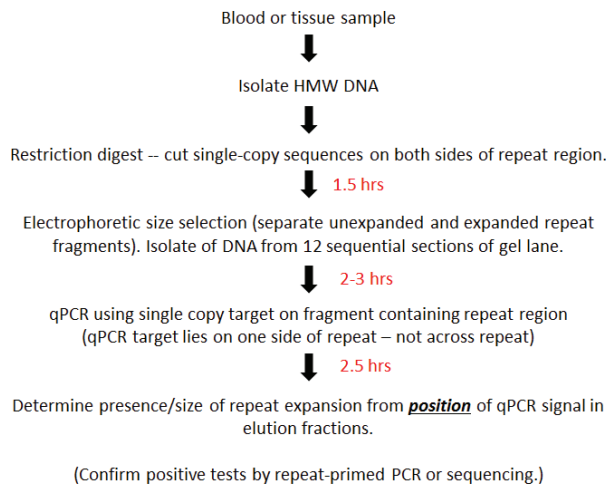 Blood or tissue sample
Isolate HMW DNA
Restriction digest -- cut single-copy sequences on both sides of repeat region.
1.5 hrs
Electrophoretic size selection (separate unexpanded and expanded repeat
fragments). Isolate of DNA from 12 sequential sections of gel lane.
2-3 hrs
qPCR using single copy target on fragment containing repeat region
(qPCR target lies on one side of repeat – not across repeat)
2.5 hrs
Determine presence/size of repeat expansion from position of qPCR signal in
elution fractions.
(Confirm positive tests by repeat-primed PCR or sequencing.)